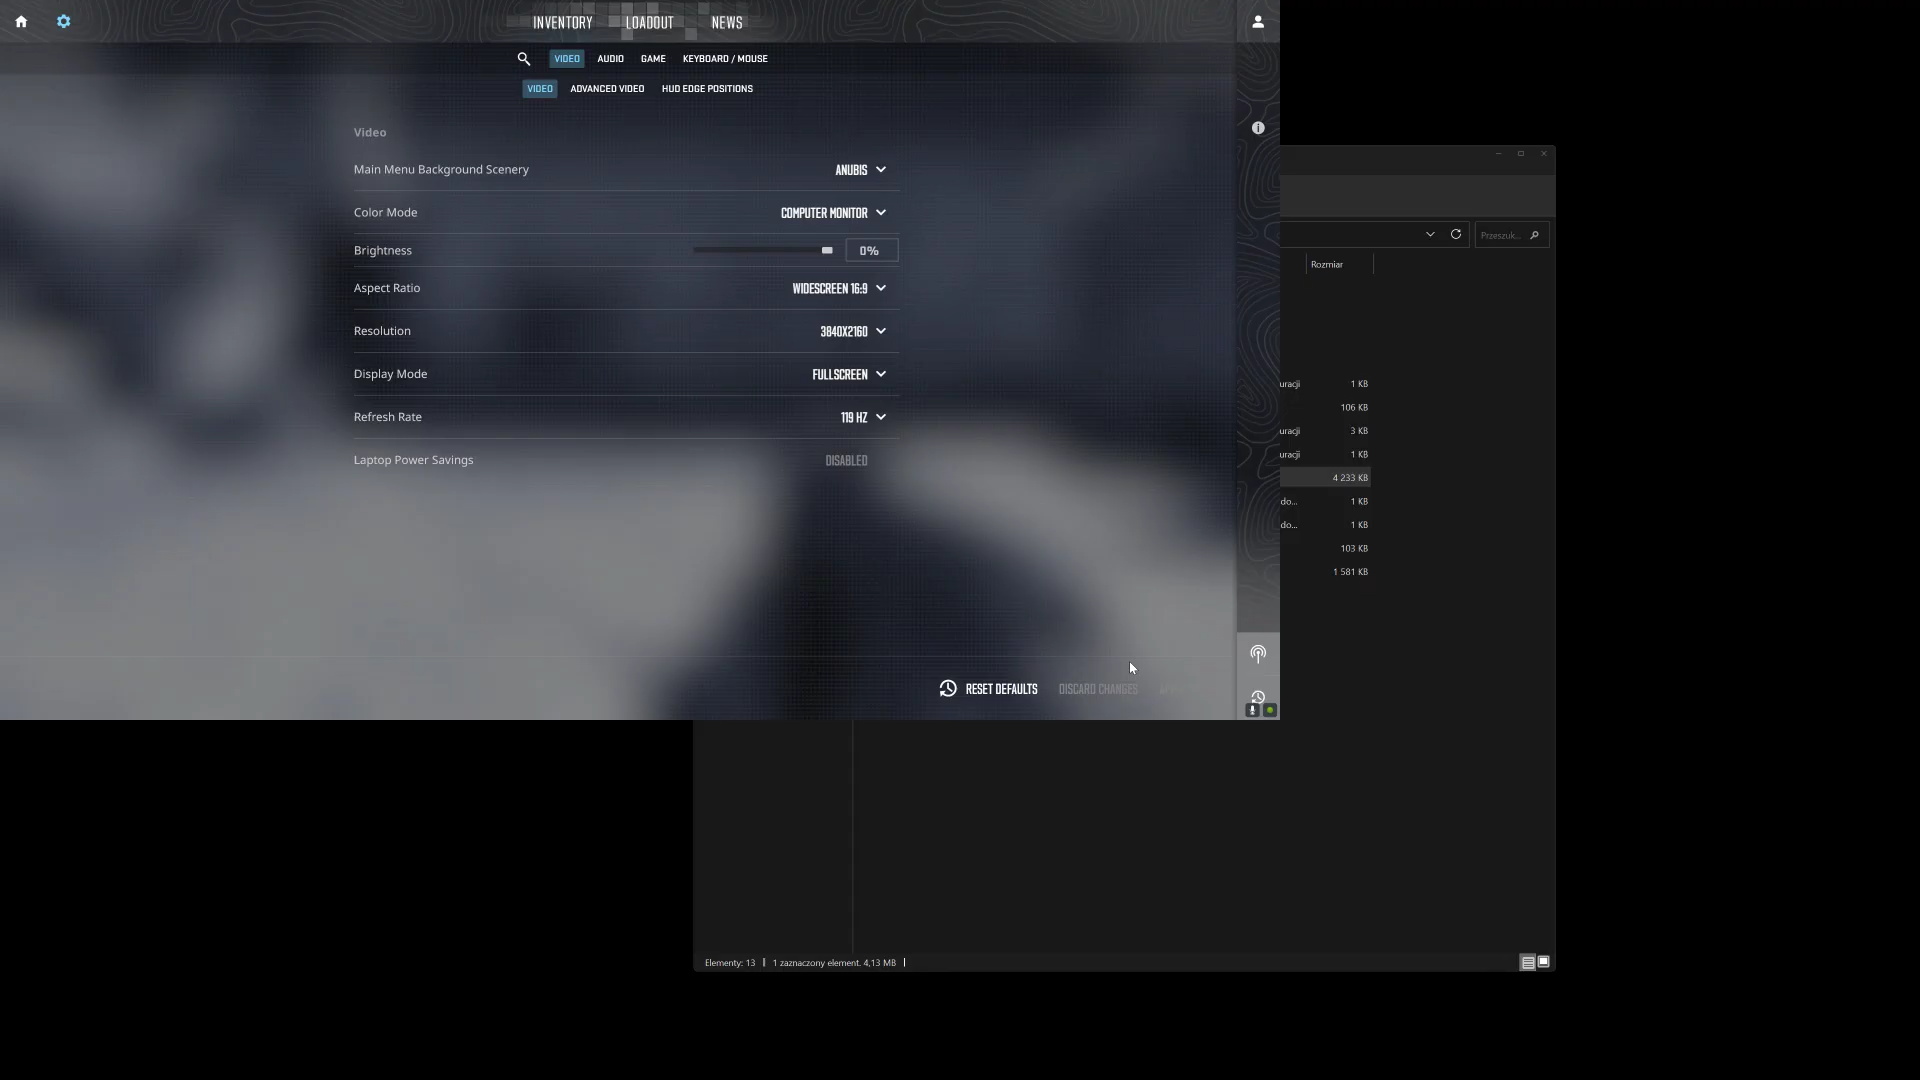 INVENTORY LOADOUT NEWS
VIDEO AUDIO GAME KEYBOARD / MOUSE
VIDEO ADVANCED VIDEO HUD EDGE POSITIONS
Video
Main Menu Background Scenery ANUBIS
Color Mode COMPUTER MONITOR
Brightness 0%
Aspect Ratio WIDESCREEN 16:9
Resolution 3840X2160
Display Mode FULLSCREEN
Refresh Rate 119 HZ
Laptop Power Savings DISABLED
RESET DEFAULTS DISCARD CHANGES
Przeszuk...
Rozmiar
uracji 1 KB
106 KB
uracji 3 KB
uracji 1 KB
4 233 KB
do... 1 KB
do... 1 KB
103 KB
1 581 KB
Elementy: 13 1 zaznaczony element. 4,13 MB